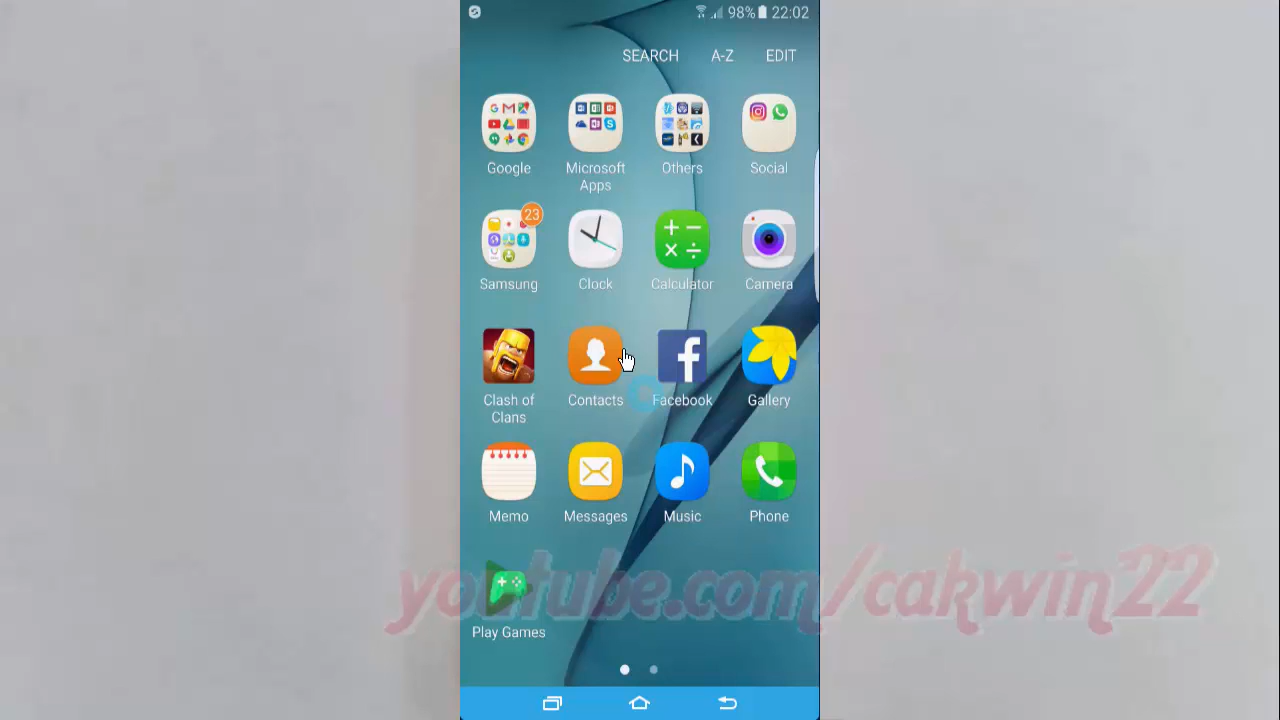 98% 22:02
SEARCH A-Z EDIT
Google Microsoft Apps Others Social
23
Samsung Clock Calculator Camera
Clash of Clans Contacts Facebook Gallery
Memo Messages Music Phone
youtube.com/cakwin22
Play Games